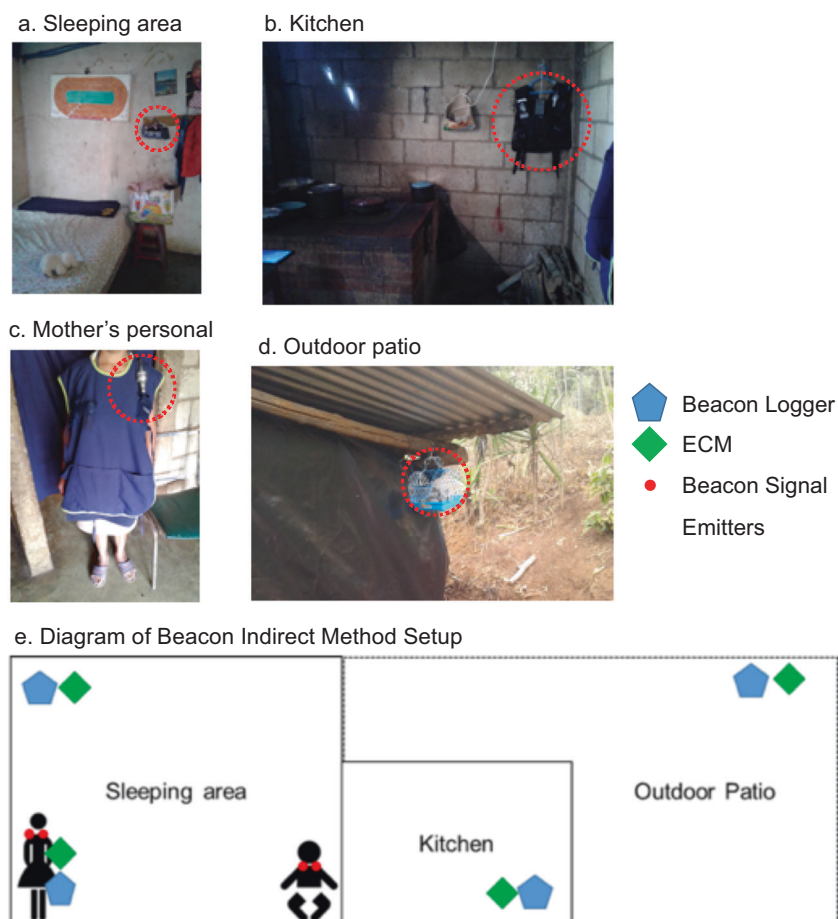 a. Sleeping area
b. Kitchen
c. Mother's personal
d. Outdoor patio
Beacon Logger
ECM
Beacon Signal
Emitters
e. Diagram of Beacon Indirect Method Setup
Sleeping area
Kitchen
Outdoor Patio